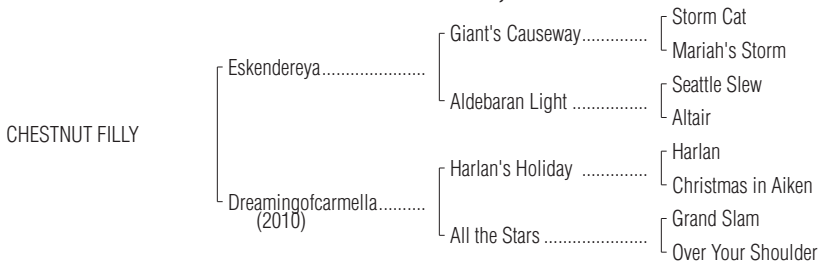 Storm Cat
Giant's Causeway..............
Mariah's Storm
Eskendereya......................
Seattle Slew
Aldebaran Light ................
Altair
CHESTNUT FILLY
Harlan
Harlan's Holiday ..............
Christmas in Aiken
Dreamingofcarmella..........
(2010)
Grand Slam
All the Stars ......................
Over Your Shoulder